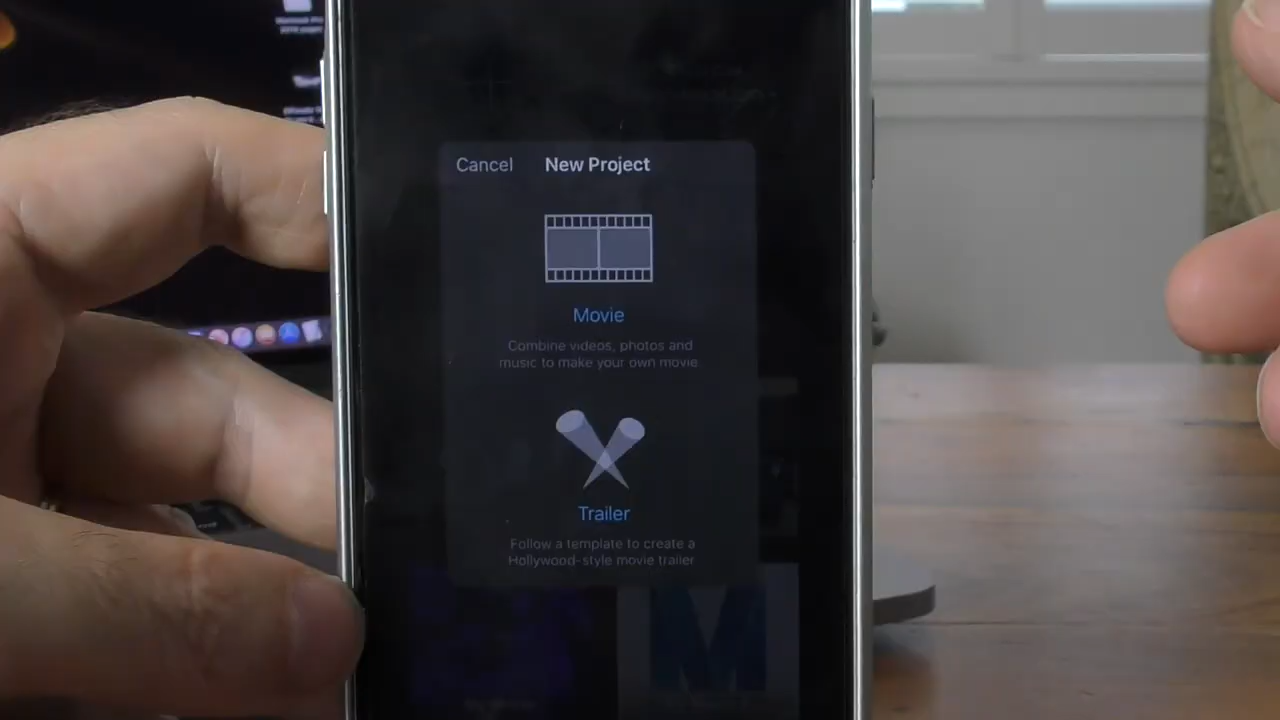 Cancel New Project
Movie
Combine videos, photos and
music to make your own movie.
Trailer
Follow a template to create a
Hollywood-style movie trailer
M